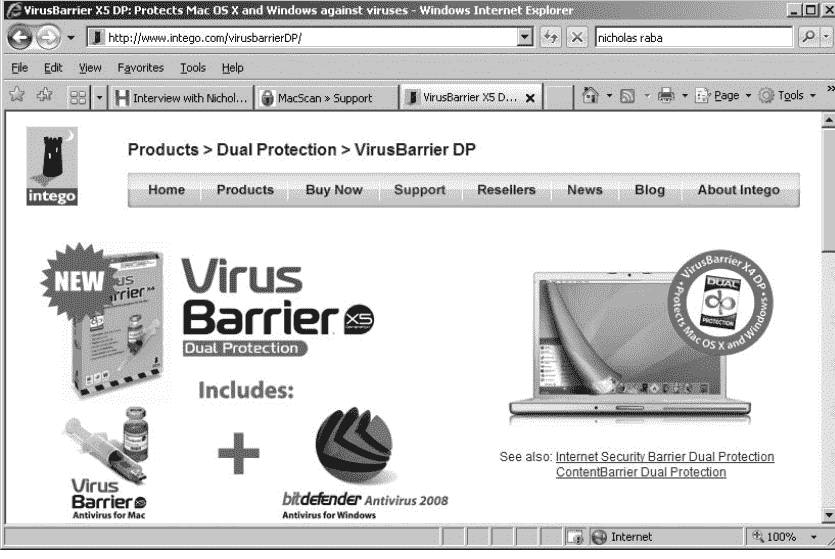 VirusBarrier X5 DP: Protects Mac OS X and Windows against viruses - Windows Internet Explorer
http://www.intego.com/virusbarrierDP/
nicholas raba
File Edit View Favorites Tools Help
Interview with Nichol... MacScan » Support VirusBarrier X5 D... Page Tools »
intego
Products > Dual Protection > VirusBarrier DP
Home Products Buy Now Support Resellers News Blog About Intego
NEW
Virus
Barrier X5
Dual Protection
VirusBarrier X4 DP
Protects Mac OS X and Windows
DUAL
dp
PROTECTION
Includes:
See also: Internet Security Barrier Dual Protection
ContentBarrier Dual Protection
Virus
Barrier X5
Antivirus for Mac
+
bitdefender Antivirus 2008
Antivirus for Windows
Internet
100%